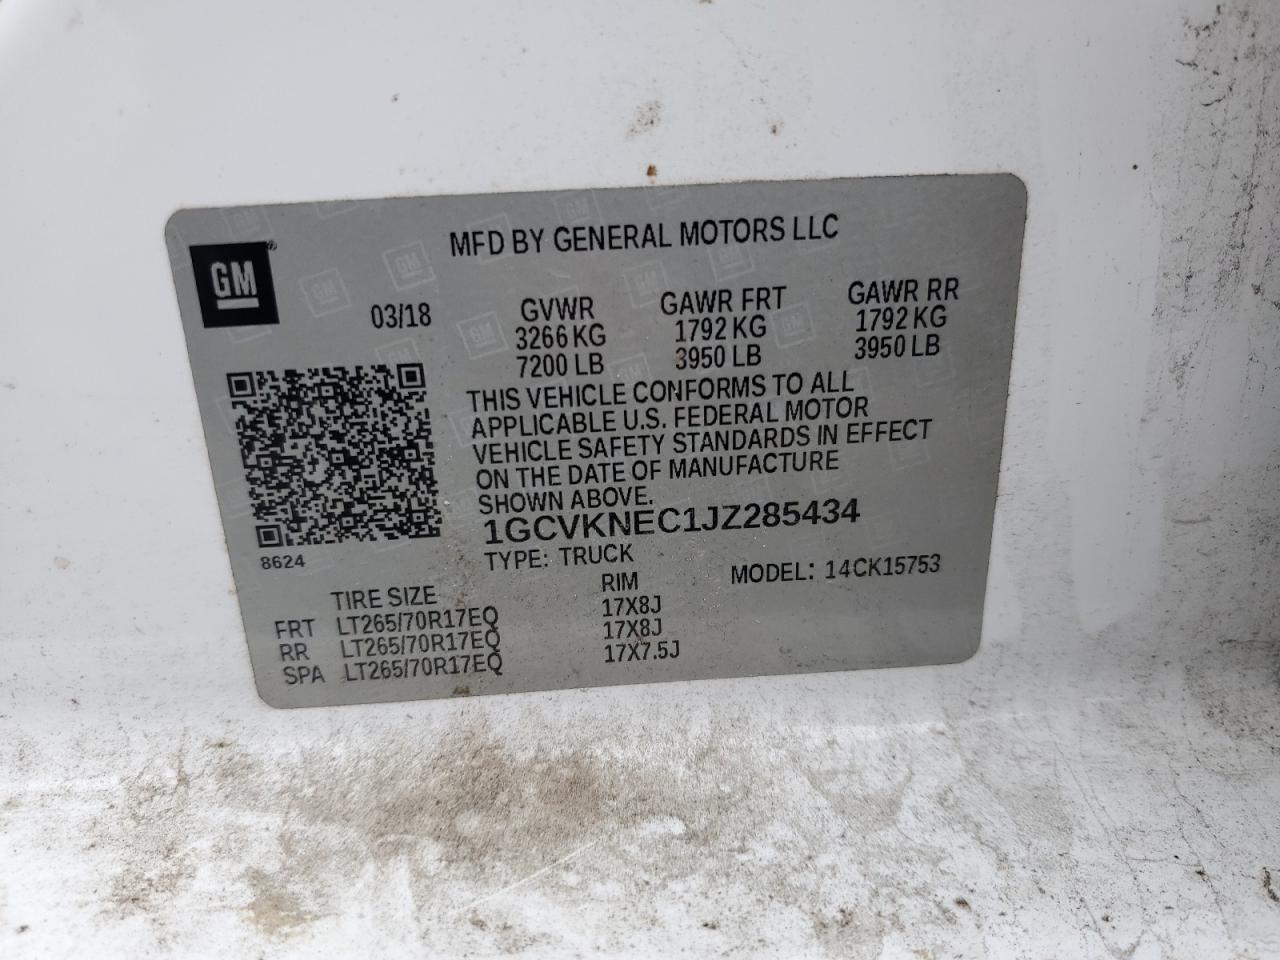 MFD BY GENERAL MOTORS LLC
GM®
03/18
GVWR GAWR FRT GAWR RR
3266 KG 1792 KG 1792 KG
7200 LB 3950 LB 3950 LB
THIS VEHICLE CONFORMS TO ALL
APPLICABLE U.S. FEDERAL MOTOR
VEHICLE SAFETY STANDARDS IN EFFECT
ON THE DATE OF MANUFACTURE
SHOWN ABOVE.
1GCVKNEC1JZ285434
8624
TYPE: TRUCK MODEL: 14CK15753
TIRE SIZE RIM
FRT LT265/70R17EQ 17X8J
RR LT265/70R17EQ 17X8J
SPA LT265/70R17EQ 17X7.5J